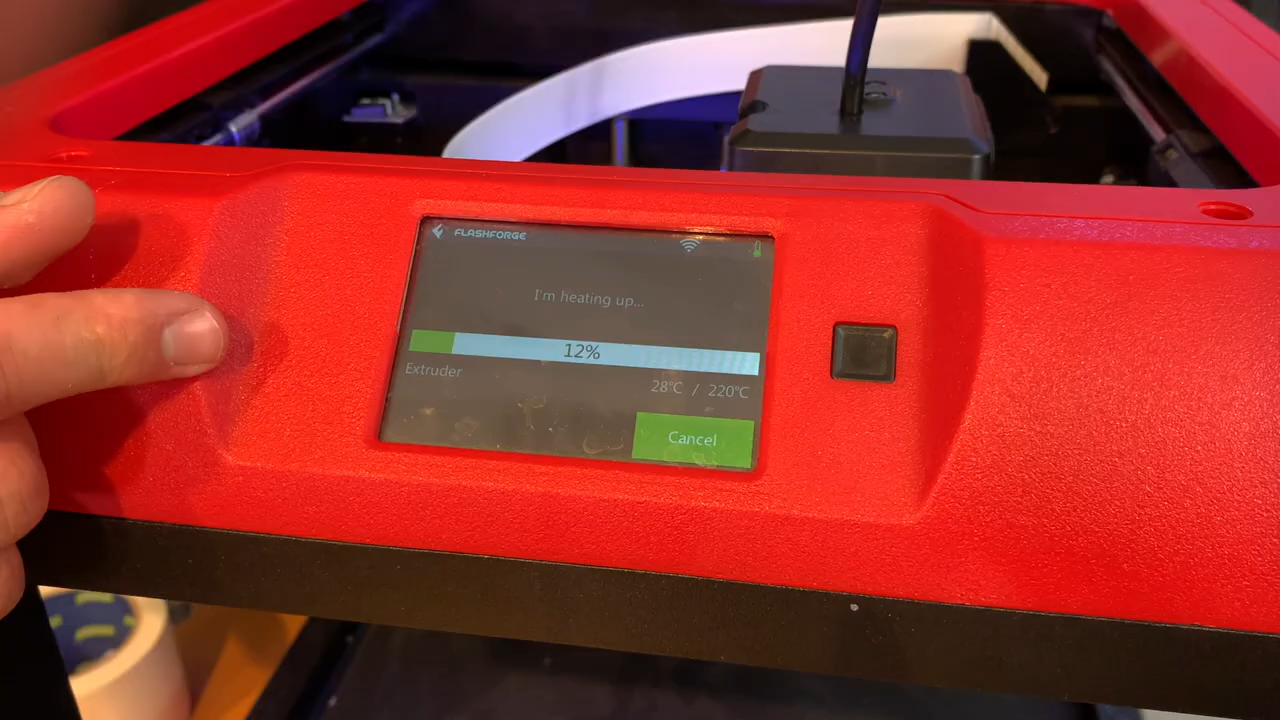 FLASHFORGE
I'm heating up...
12%
Extruder
28℃ / 220℃
Cancel